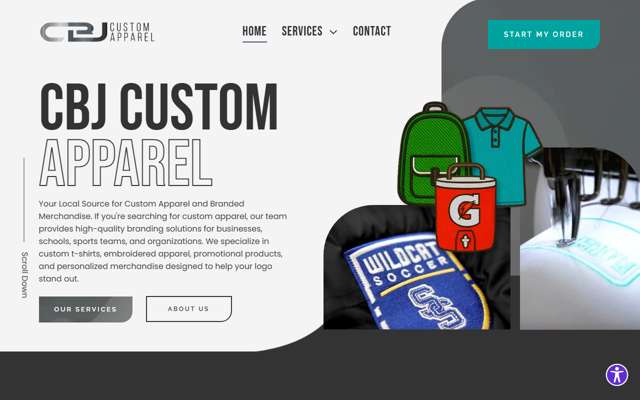 CBJ CUSTOM
APPAREL
HOME SERVICES CONTACT
START MY ORDER
CBJ CUSTOM
APPAREL
Your Local Source for Custom Apparel and Branded
Merchandise. If you're searching for custom apparel, our team
provides high-quality branding solutions for businesses,
schools, sports teams, and organizations. We specialize in
custom t-shirts, embroidered apparel, promotional products,
and personalized merchandise designed to help your logo
stand out.
Scroll Down
OUR SERVICES ABOUT US
G
WILDCAT
SOCCER